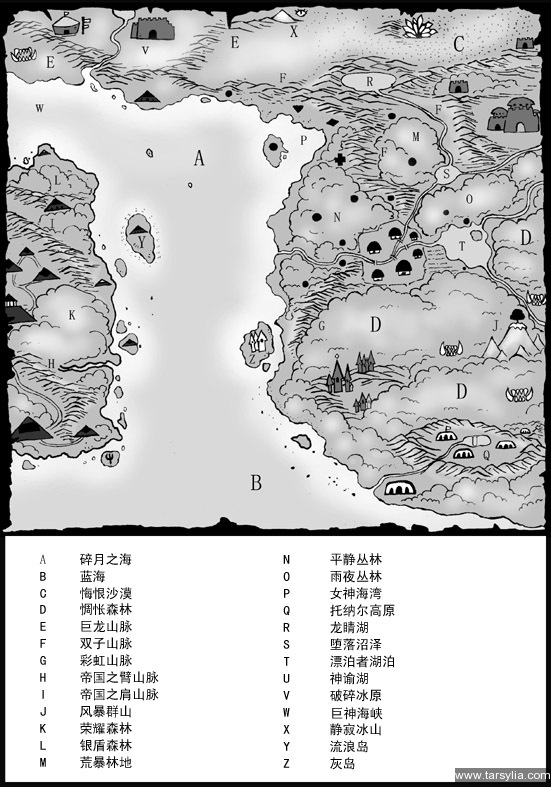 X
E
C
V
E
F
R
W
F
M
P
A
S
L
O
N
I
Y
D
T
K
G
D
J
Z
H
D
U
Q
B
A 碎月之海
B 蓝海
C 悔恨沙漠
D 惆怅森林
E 巨龙山脉
F 双子山脉
G 彩虹山脉
H 帝国之臂山脉
I 帝国之肩山脉
J 风暴群山
K 荣耀森林
L 银盾森林
M 荒暴林地
N 平静丛林
O 雨夜丛林
P 女神海湾
Q 托纳尔高原
R 龙睛湖
S 堕落沼泽
T 漂泊者湖泊
U 神谕湖
V 破碎冰原
W 巨神海峡
X 静寂冰山
Y 流浪岛
Z 灰岛
www.tarsylia.com